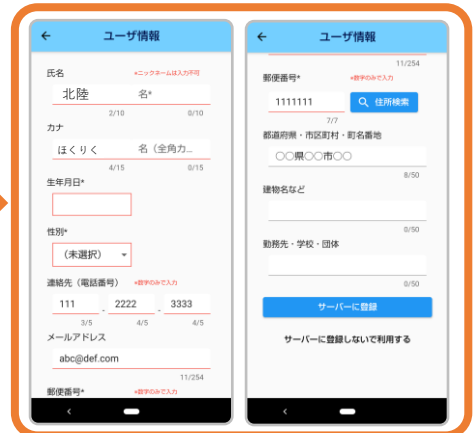 ← ユーザ情報
氏名 *ニックネームは入力不可
北陸 名*
2/10 0/10
カナ
ほくりく 名（全角カ...
4/15 0/15
生年月日*
性別*
（未選択）
連絡先（電話番号） *数字のみで入力
111 - 2222 - 3333
3/5 4/5 4/5
メールアドレス
abc@def.com
11/254
郵便番号* *数字のみで入力
← ユーザ情報
11/254
郵便番号* *数字のみで入力
1111111 住所検索
7/7
都道府県・市区町村・町名番地
○○県○○市○○
8/50
建物名など
0/50
勤務先・学校・団体
0/50
サーバーに登録
サーバーに登録しないで利用する